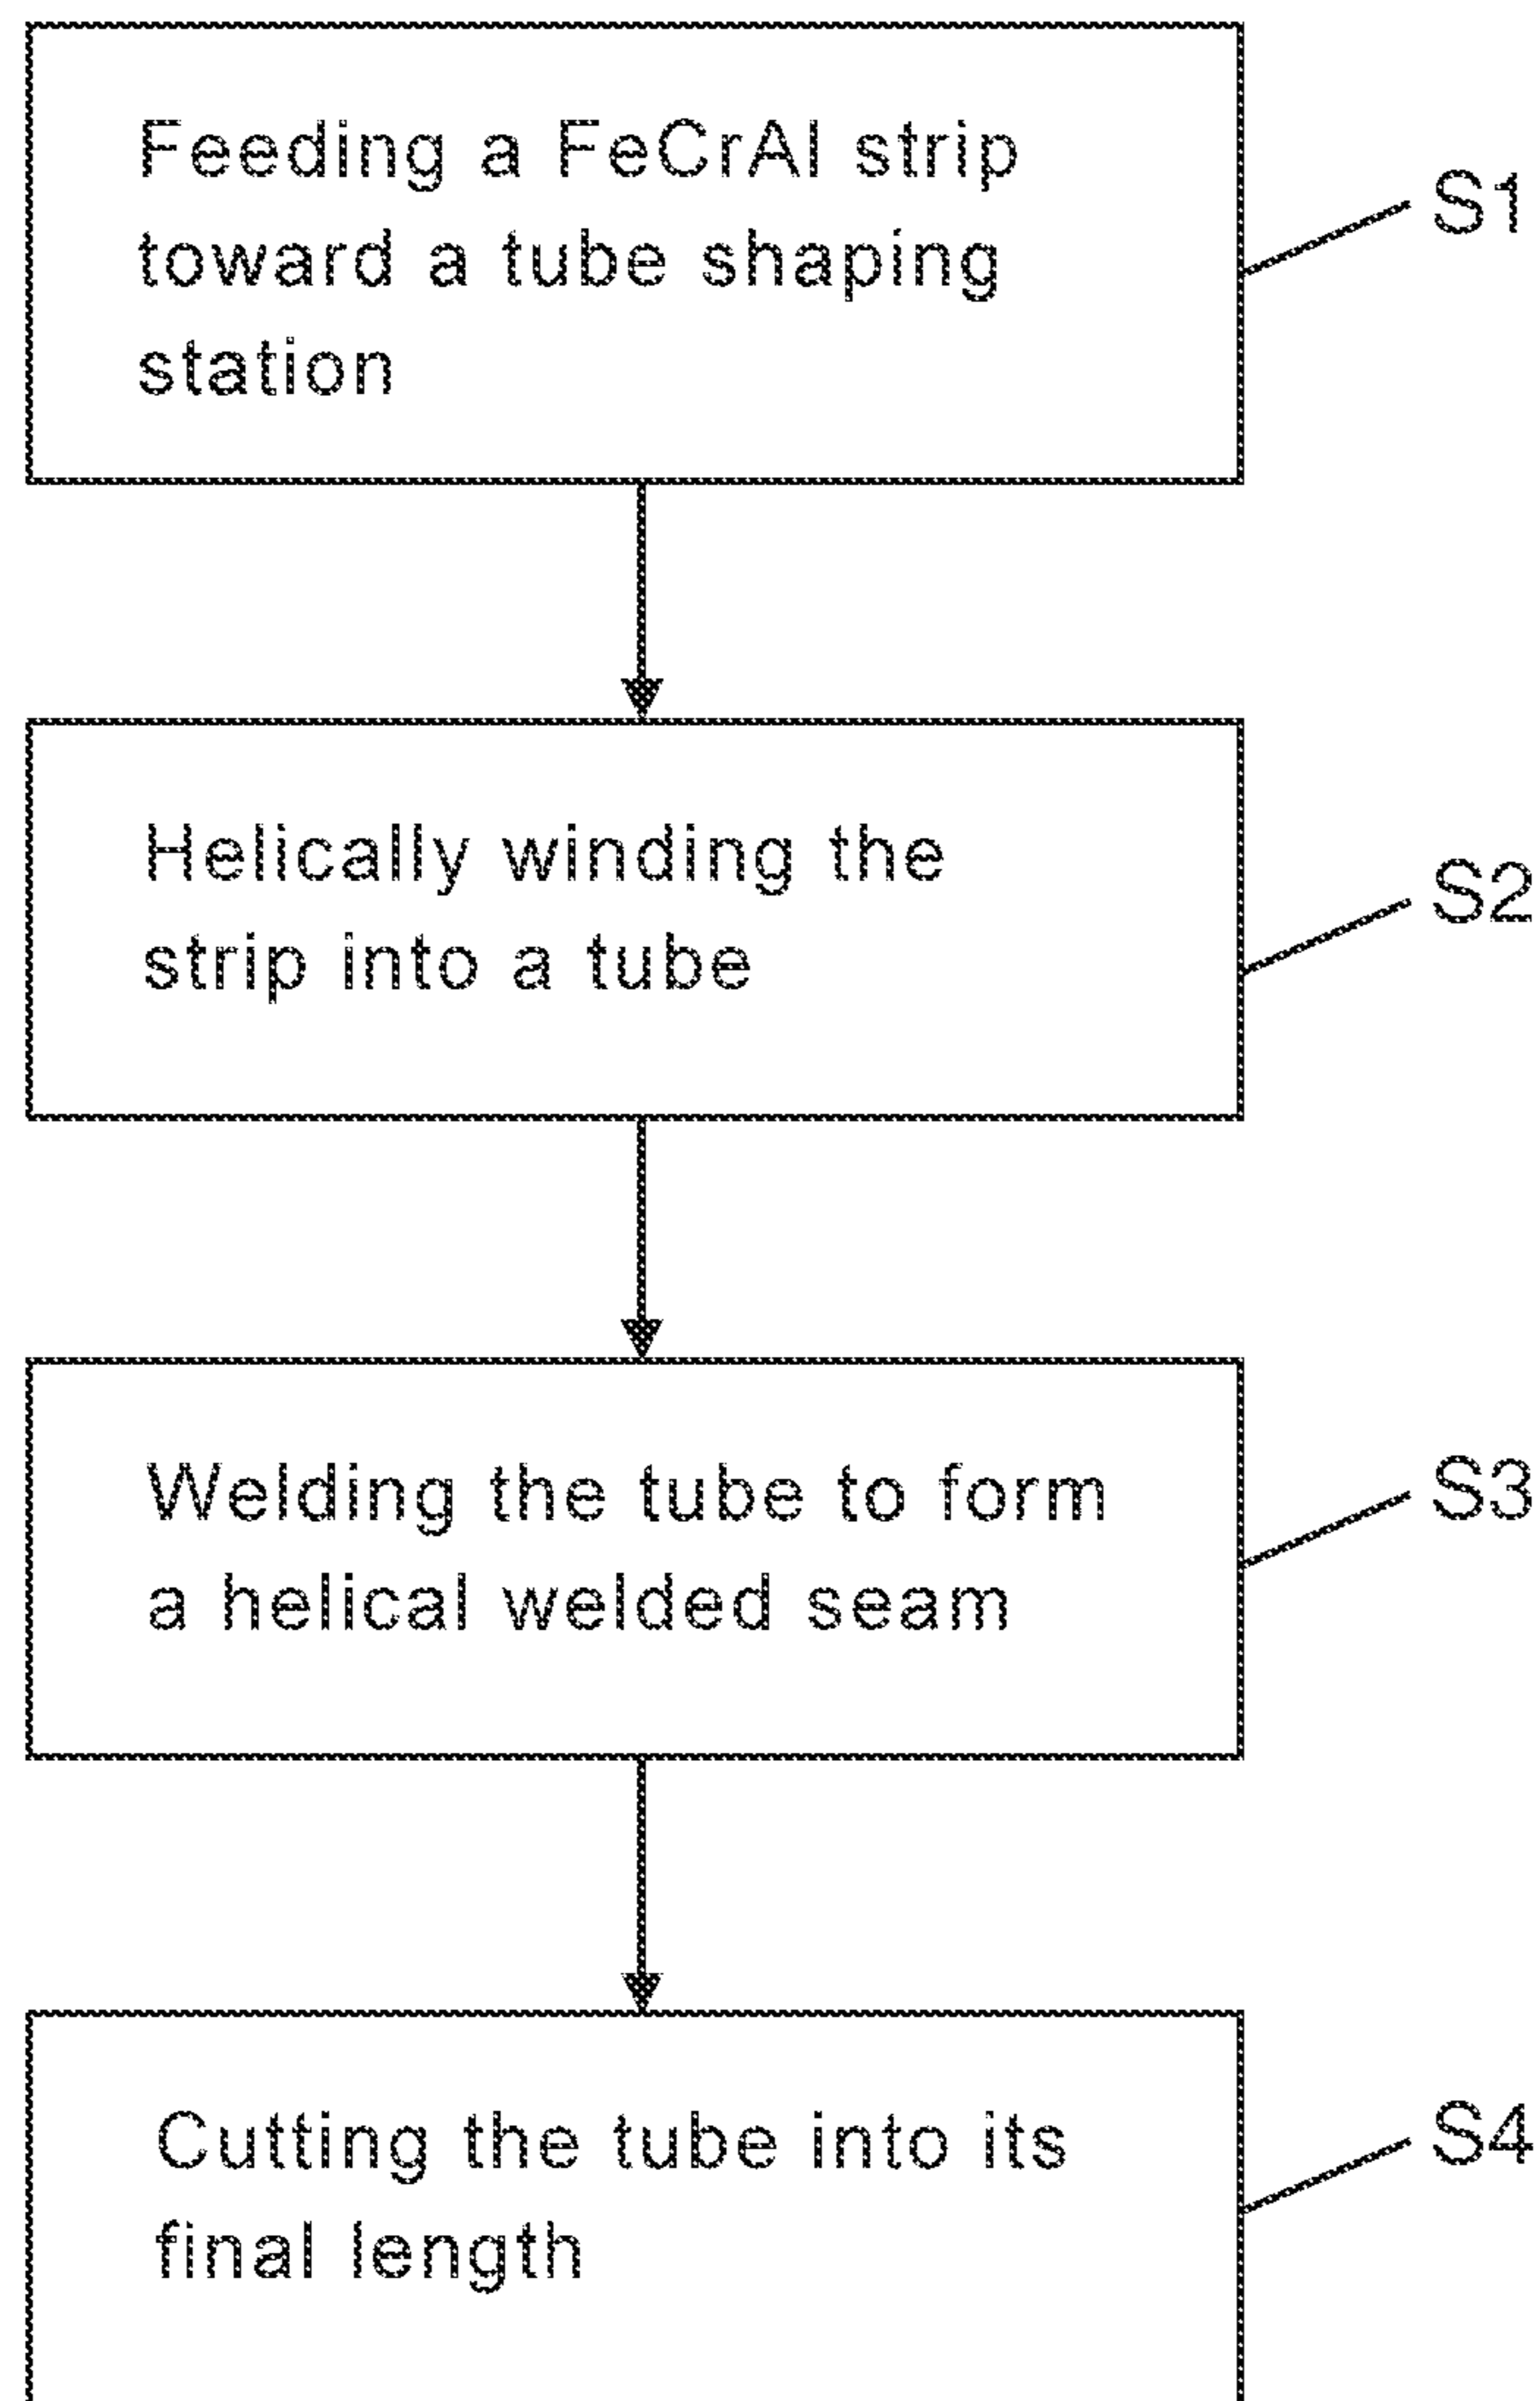 Feeding a FeCrAl strip
toward a tube shaping
station
S1
Helically winding the
strip into a tube
S2
Welding the tube to form
a helical welded seam
S3
Cutting the tube into its
final length
S4